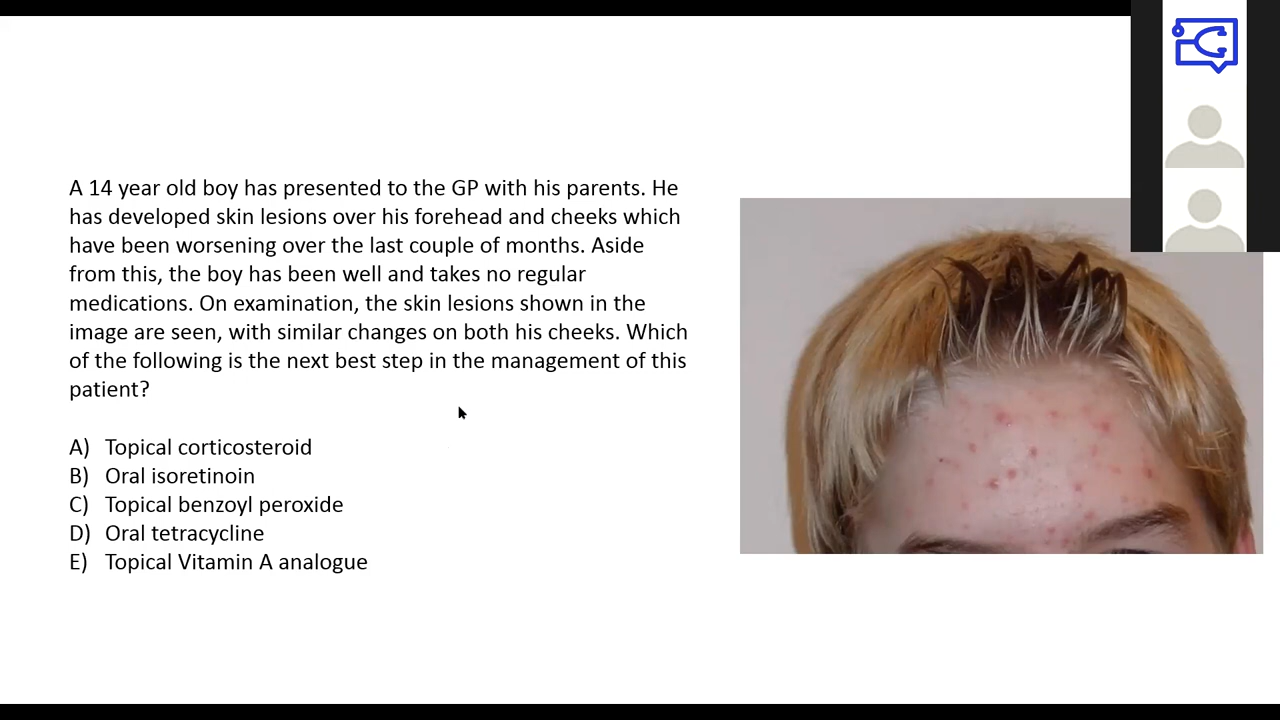 A 14 year old boy has presented to the GP with his parents. He
has developed skin lesions over his forehead and cheeks which
have been worsening over the last couple of months. Aside
from this, the boy has been well and takes no regular
medications. On examination, the skin lesions shown in the
image are seen, with similar changes on both his cheeks. Which
of the following is the next best step in the management of this
patient?
A) Topical corticosteroid
B) Oral isoretinoin
C) Topical benzoyl peroxide
D) Oral tetracycline
E) Topical Vitamin A analogue